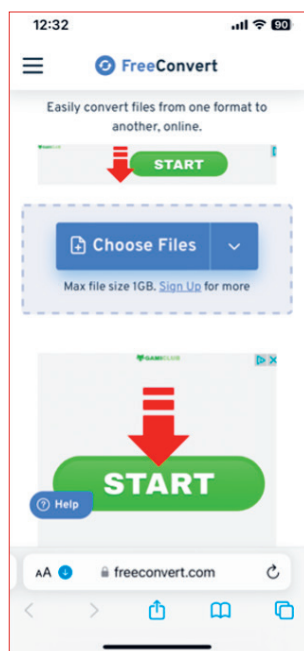 12:32
90
FreeConvert
Easily convert files from one format to
another, online.
START
Choose Files
Max file size 1GB. Sign Up for more
GAMECLUB
START
Help
AA
freeconvert.com